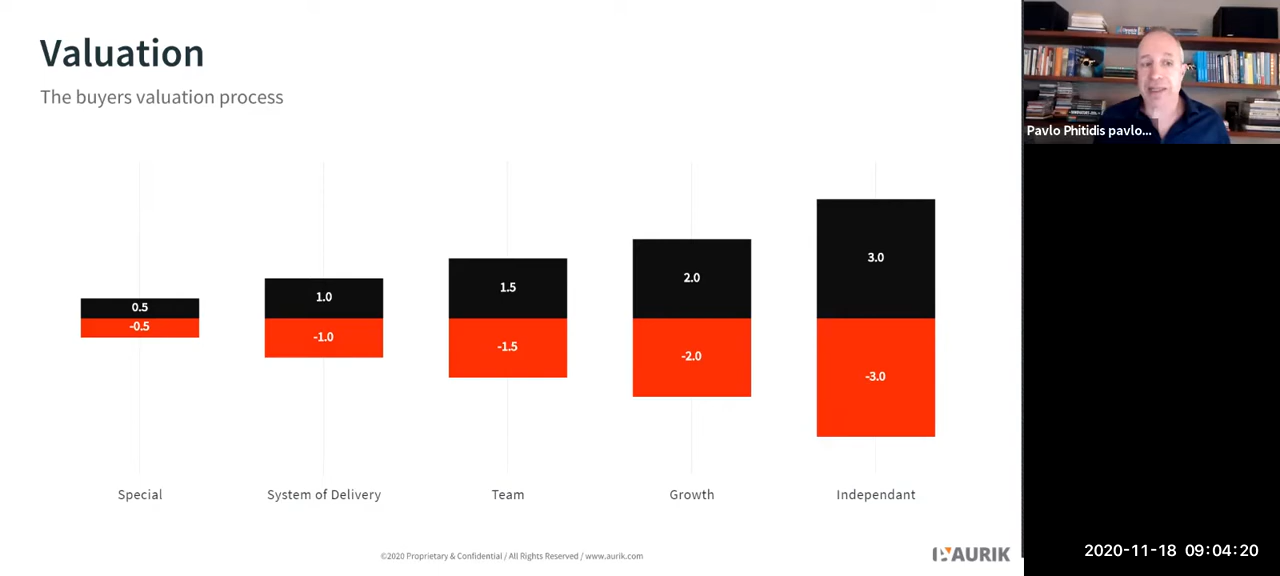 Valuation
The buyers valuation process
0.5
-0.5
1.0
-1.0
1.5
-1.5
2.0
-2.0
3.0
-3.0
Special
System of Delivery
Team
Growth
Independant
©2020 Proprietary & Confidential / All Rights Reserved / www.aurik.com
AURIK
Pavlo Phitidis pavlo...
2020-11-18 09:04:20